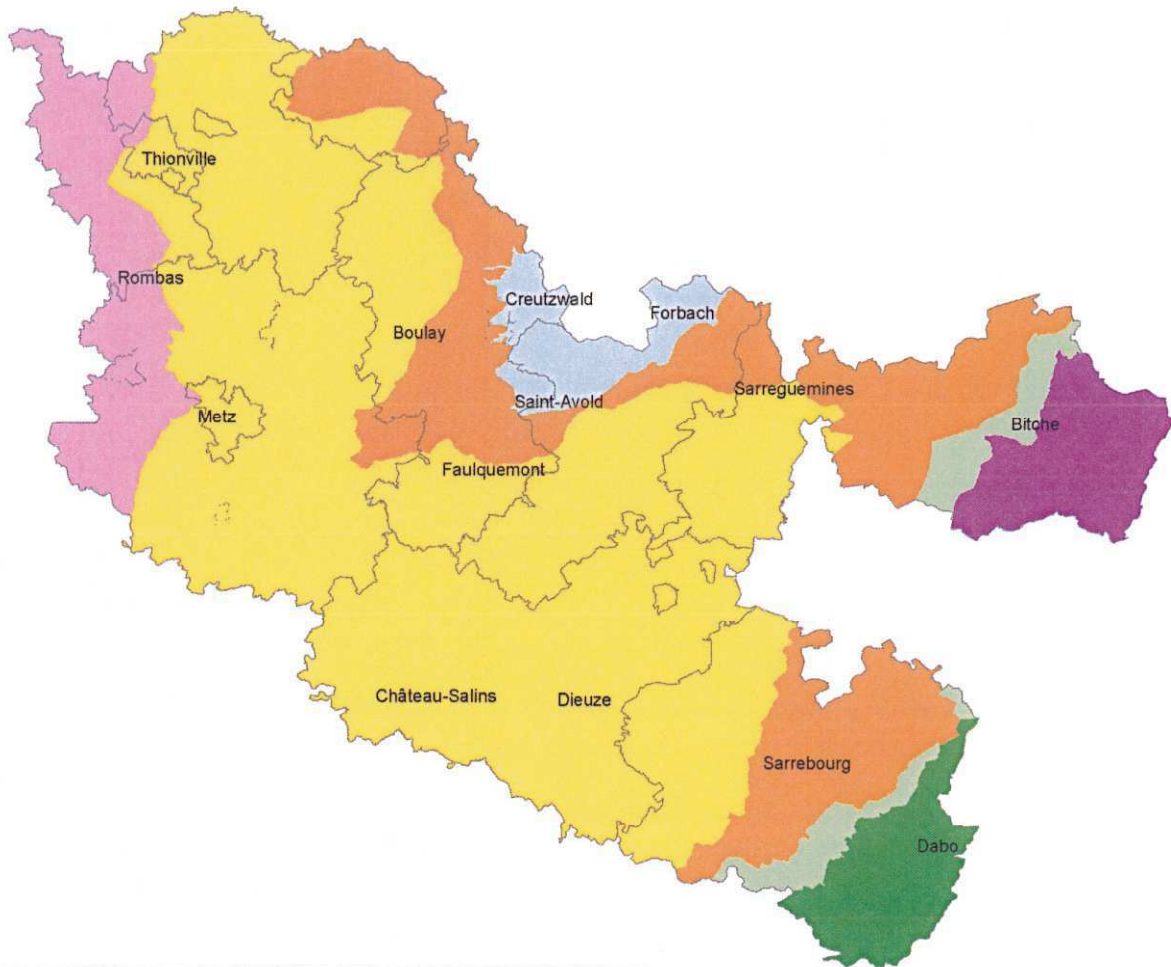 Thionville
Rombas
Creutzwald
Forbach
Boulay
Saint-Avold
Sarreguemines
Metz
Bitche
Faulquemont
Château-Salins
Dieuze
Sarrebourg
Dabo